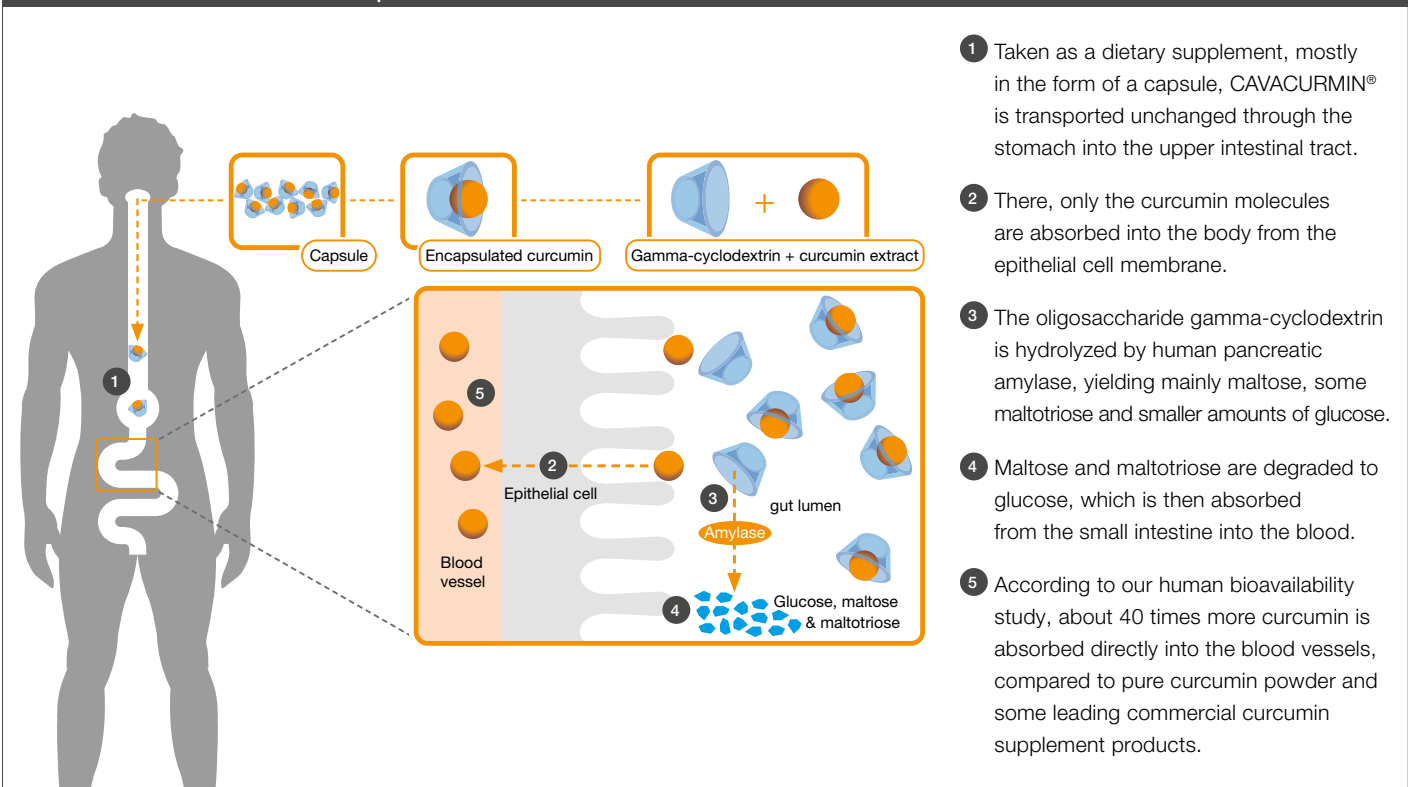 Capsule
Encapsulated curcumin
Gamma-cyclodextrin + curcumin extract
+
1
5
2
Epithelial cell
3
gut lumen
Amylase
Blood
vessel
4
Glucose, maltose
& maltotriose
1 Taken as a dietary supplement, mostly
in the form of a capsule, CAVACURMIN®
is transported unchanged through the
stomach into the upper intestinal tract.
2 There, only the curcumin molecules
are absorbed into the body from the
epithelial cell membrane.
3 The oligosaccharide gamma-cyclodextrin
is hydrolyzed by human pancreatic
amylase, yielding mainly maltose, some
maltotriose and smaller amounts of glucose.
4 Maltose and maltotriose are degraded to
glucose, which is then absorbed
from the small intestine into the blood.
5 According to our human bioavailability
study, about 40 times more curcumin is
absorbed directly into the blood vessels,
compared to pure curcumin powder and
some leading commercial curcumin
supplement products.